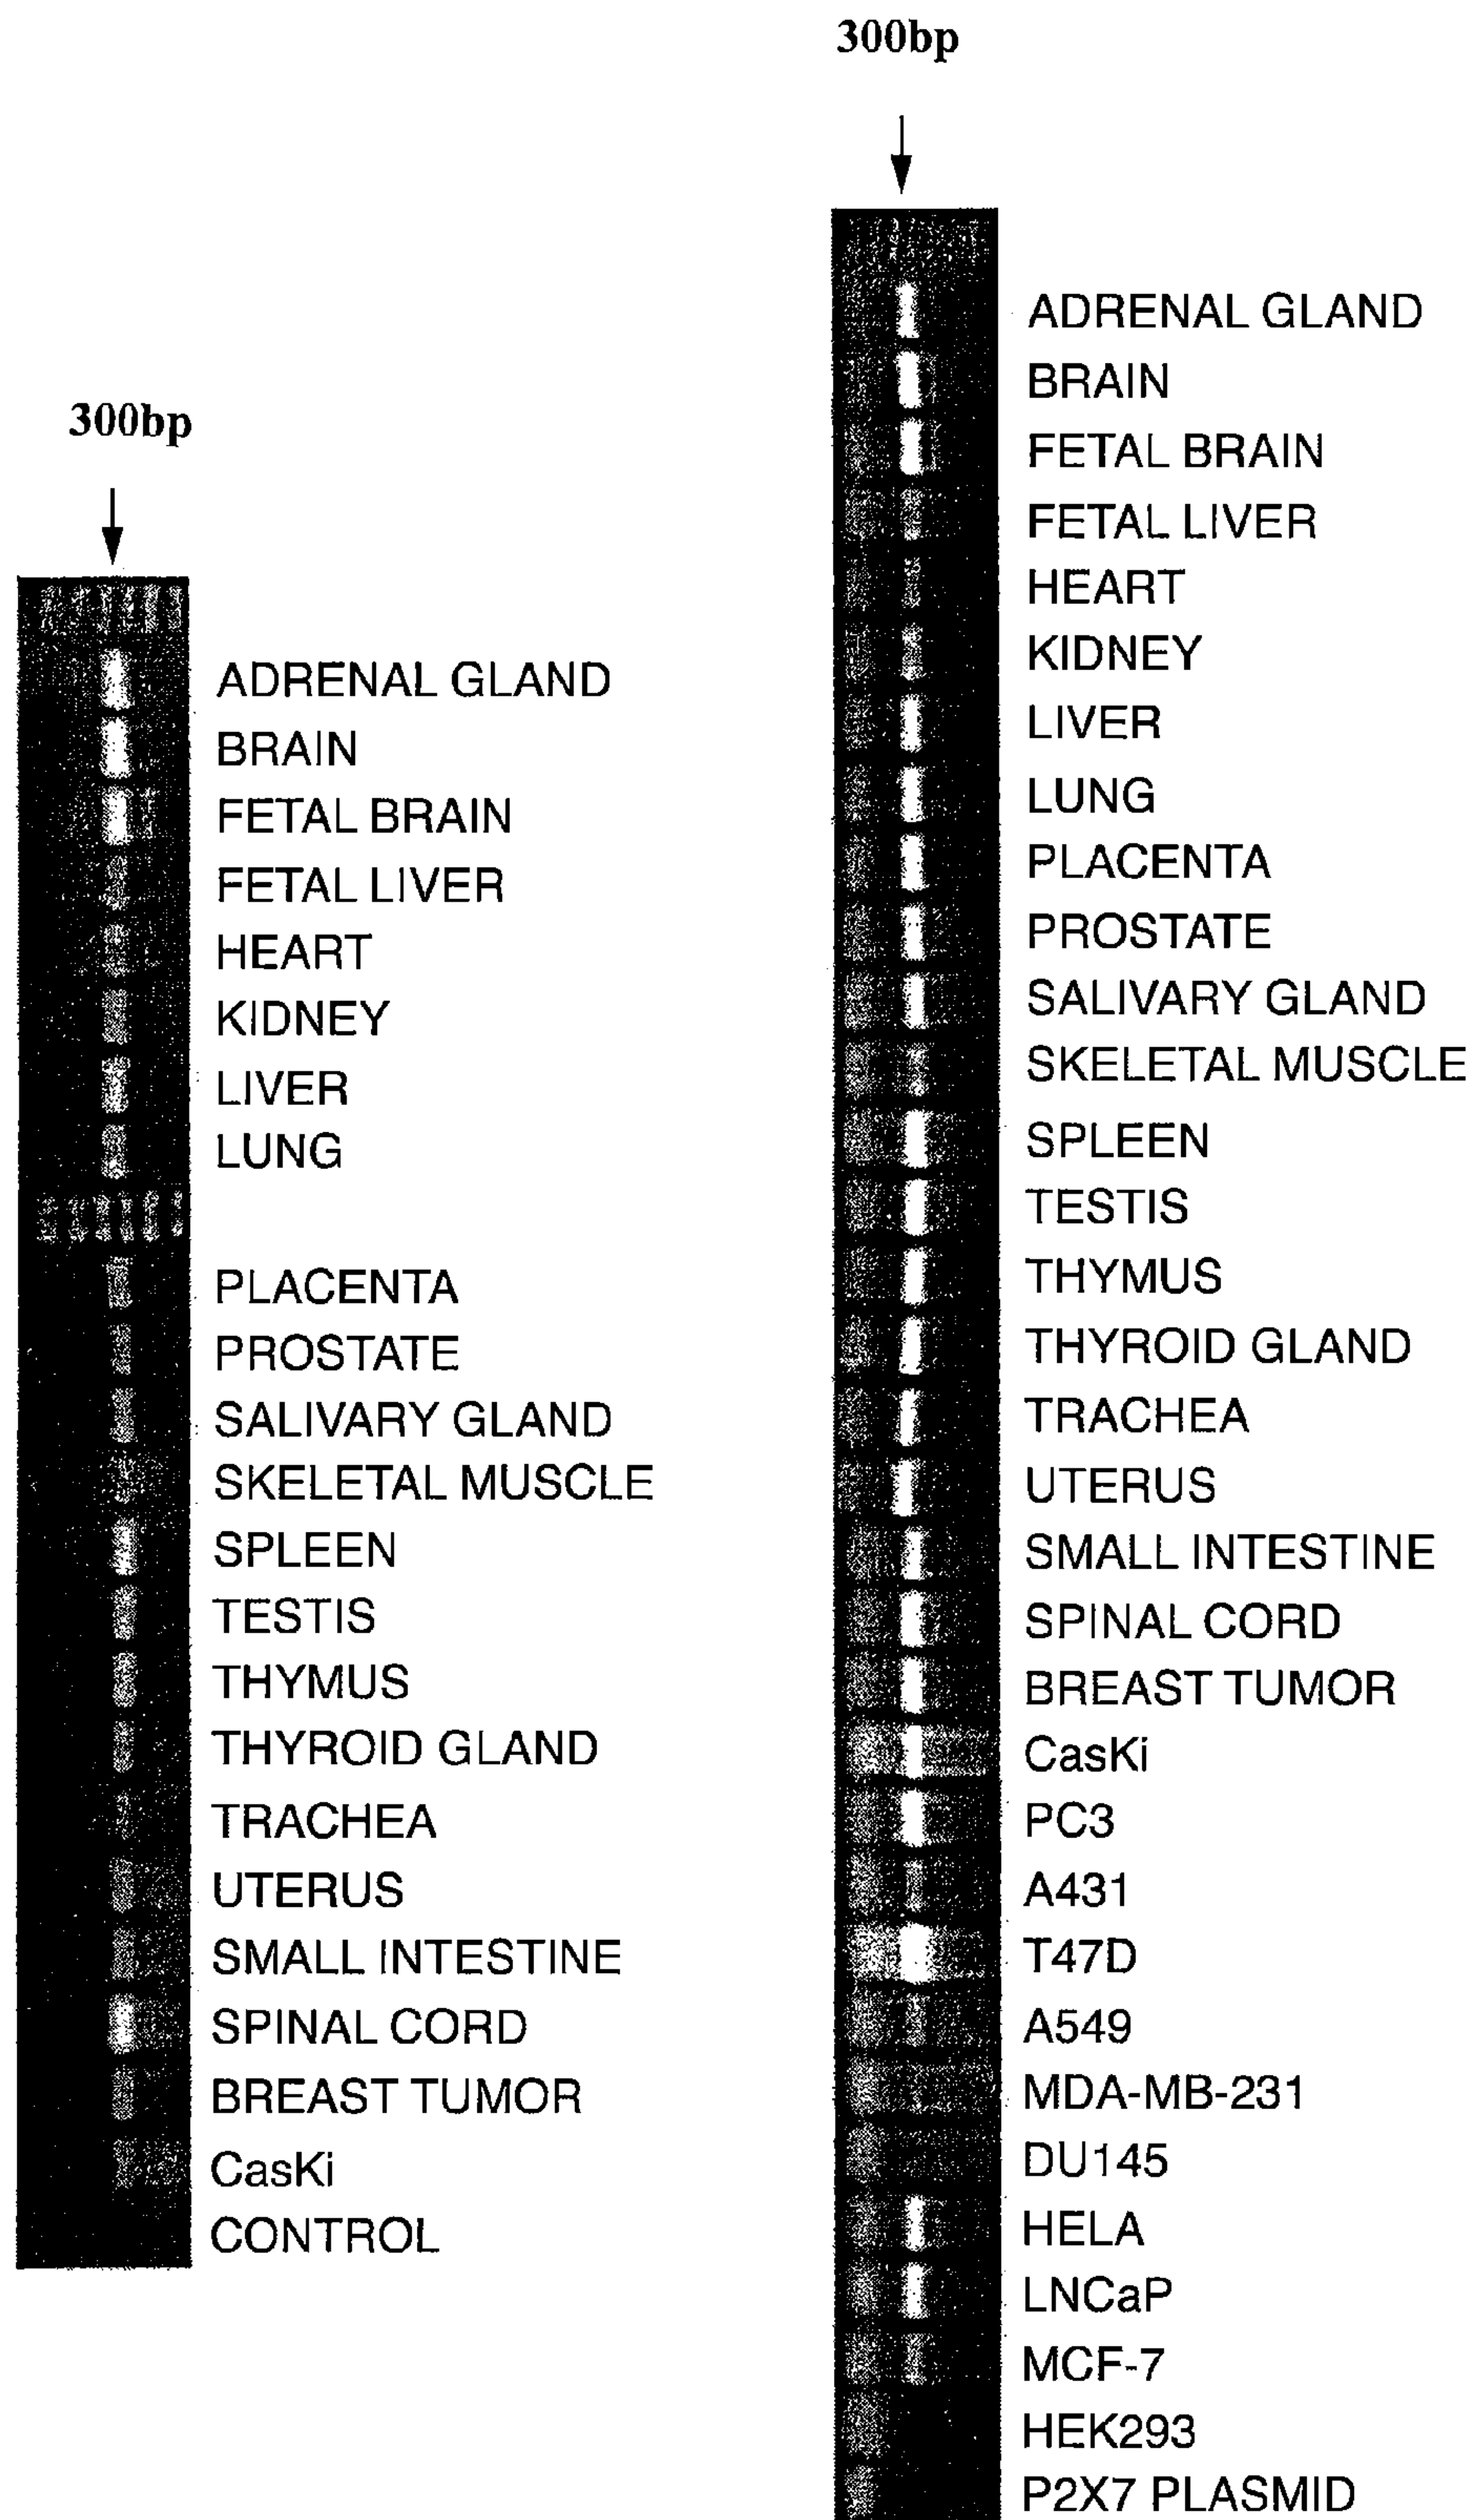 300bp
ADRENAL GLAND
BRAIN
FETAL BRAIN
FETAL LIVER
HEART
KIDNEY
LIVER
LUNG
PLACENTA
PROSTATE
SALIVARY GLAND
SKELETAL MUSCLE
SPLEEN
TESTIS
THYMUS
THYROID GLAND
TRACHEA
UTERUS
SMALL INTESTINE
SPINAL CORD
BREAST TUMOR
CasKi
CONTROL
300bp
ADRENAL GLAND
BRAIN
FETAL BRAIN
FETAL LIVER
HEART
KIDNEY
LIVER
LUNG
PLACENTA
PROSTATE
SALIVARY GLAND
SKELETAL MUSCLE
SPLEEN
TESTIS
THYMUS
THYROID GLAND
TRACHEA
UTERUS
SMALL INTESTINE
SPINAL CORD
BREAST TUMOR
CasKi
PC3
A431
T47D
A549
MDA-MB-231
DU145
HELA
LNCaP
MCF-7
HEK293
P2X7 PLASMID